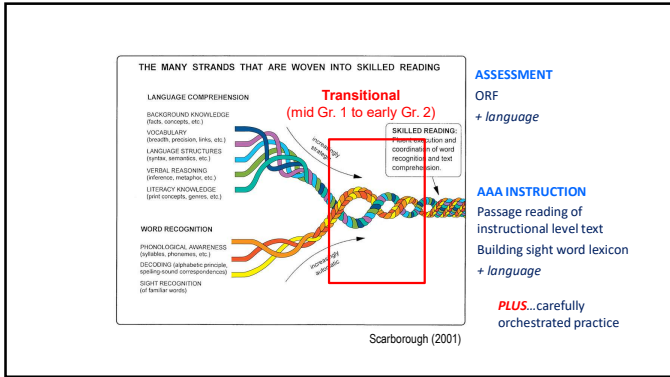 THE MANY STRANDS THAT ARE WOVEN INTO SKILLED READING
LANGUAGE COMPREHENSION
BACKGROUND KNOWLEDGE
(facts, concepts, etc.)
VOCABULARY
(breadth, precision, links, etc.)
LANGUAGE STRUCTURES
(syntax, semantics, etc.)
VERBAL REASONING
(inference, metaphor, etc.)
LITERACY KNOWLEDGE
(print concepts, genres, etc.)
WORD RECOGNITION
PHONOLOGICAL AWARENESS
(syllables, phonemes, etc.)
DECODING (alphabetic principle,
spelling-sound correspondences)
SIGHT RECOGNITION
(of familiar words)
increasingly
strategic
increasingly
automatic
Transitional
(mid Gr. 1 to early Gr. 2)
SKILLED READING:
Fluent execution and
coordination of word
recognition and text
comprehension.
Scarborough (2001)
ASSESSMENT
ORF
+ language
AAA INSTRUCTION
Passage reading of
instructional level text
Building sight word lexicon
+ language
PLUS...carefully
orchestrated practice